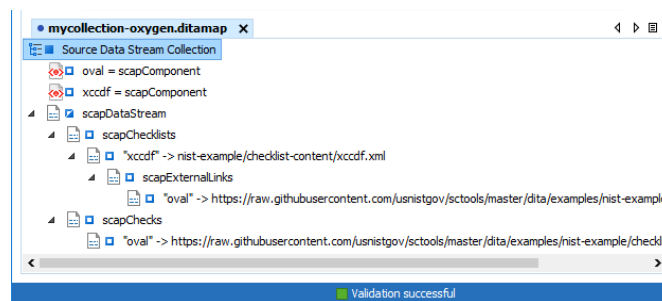 mycollection-oxygen.ditamap X
Source Data Stream Collection
oval = scapComponent
xccdf = scapComponent
scapDataStream
scapChecklists
"xccdf" -> nist-example/checklist-content/xccdf.xml
scapExternalLinks
"oval" -> https://raw.githubusercontent.com/usnistgov/sctools/master/dita/examples/nist-example
scapChecks
"oval" -> https://raw.githubusercontent.com/usnistgov/sctools/master/dita/examples/nist-example/checkl
Validation successful